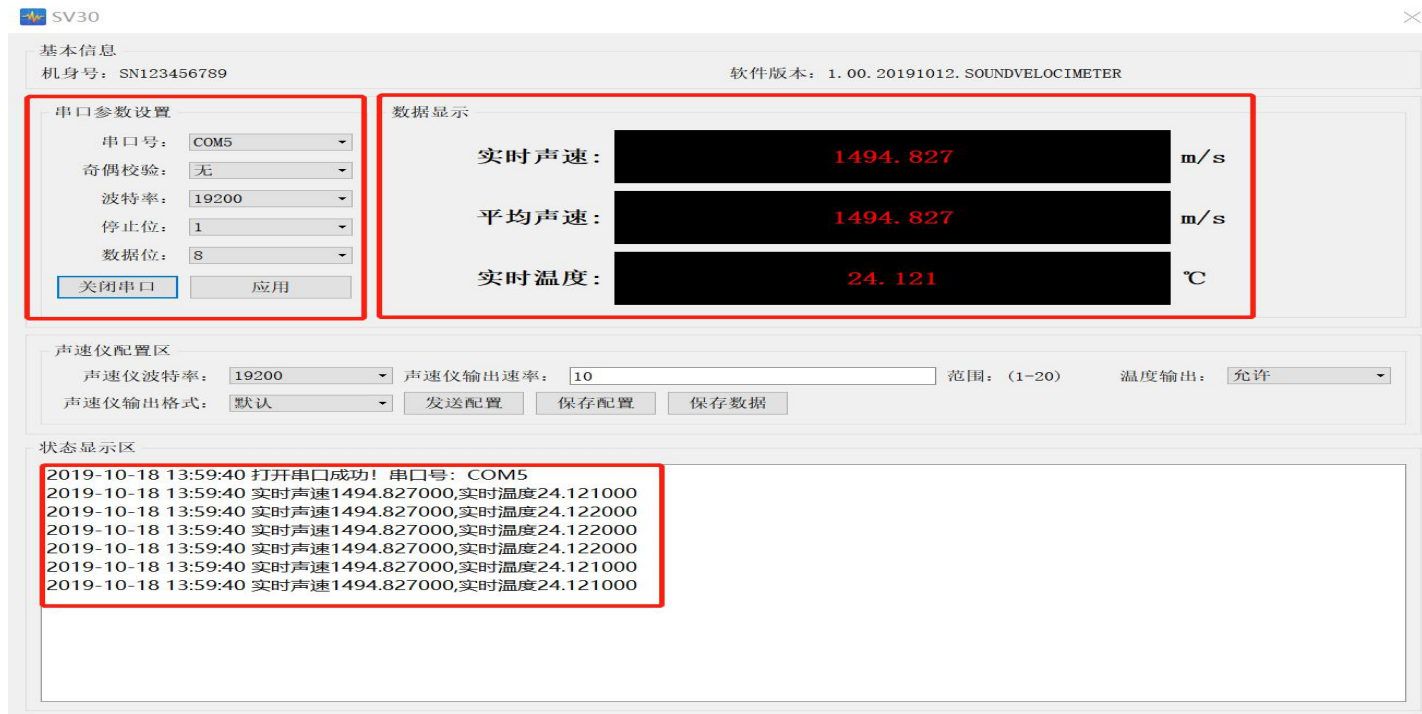 SV30
基本信息
机身号：SN123456789 软件版本：1.00.20191012.SOUNDVELOCIMETER
串口参数设置
串口号： COM5
奇偶校验： 无
波特率： 19200
停止位： 1
数据位： 8
关闭串口 应用
数据显示
实时声速： 1494.827 m/s
平均声速： 1494.827 m/s
实时温度： 24.121 ℃
声速仪配置区
声速仪波特率： 19200 声速仪输出速率： 10 范围：(1-20) 温度输出： 允许
声速仪输出格式： 默认 发送配置 保存配置 保存数据
状态显示区
2019-10-18 13:59:40 打开串口成功！串口号：COM5
2019-10-18 13:59:40 实时声速1494.827000,实时温度24.121000
2019-10-18 13:59:40 实时声速1494.827000,实时温度24.122000
2019-10-18 13:59:40 实时声速1494.827000,实时温度24.122000
2019-10-18 13:59:40 实时声速1494.827000,实时温度24.122000
2019-10-18 13:59:40 实时声速1494.827000,实时温度24.121000
2019-10-18 13:59:40 实时声速1494.827000,实时温度24.121000